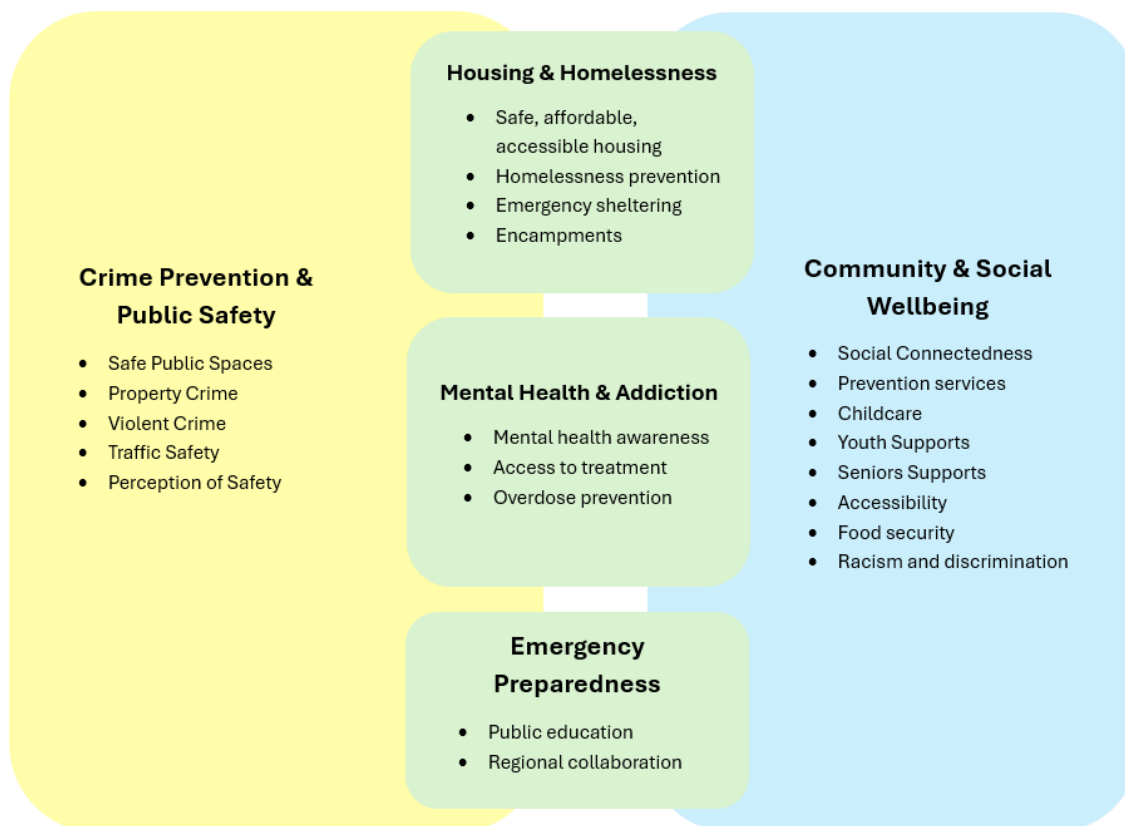 Crime Prevention &
Public Safety
• Safe Public Spaces
• Property Crime
• Violent Crime
• Traffic Safety
• Perception of Safety
Housing & Homelessness
• Safe, affordable,
accessible housing
• Homelessness prevention
• Emergency sheltering
• Encampments
Mental Health & Addiction
• Mental health awareness
• Access to treatment
• Overdose prevention
Emergency
Preparedness
• Public education
• Regional collaboration
Community & Social
Wellbeing
• Social Connectedness
• Prevention services
• Childcare
• Youth Supports
• Seniors Supports
• Accessibility
• Food security
• Racism and discrimination